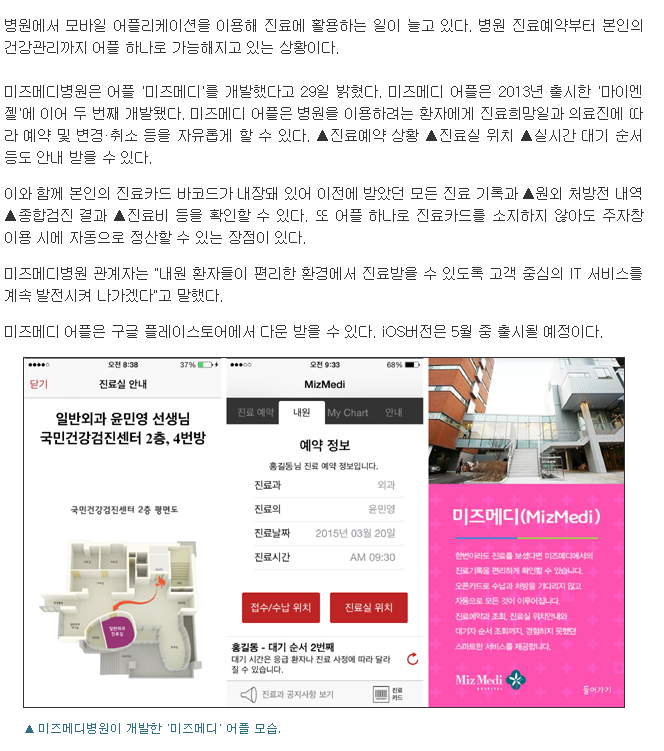 병원에서 모바일 어플리케이션을 이용해 진료에 활용하는 일이 늘고 있다. 병원 진료예약부터 본인의
건강관리까지 어플 하나로 가능해지고 있는 상황이다.
미즈메디병원은 어플 '미즈메디'를 개발했다고 29일 밝혔다. 미즈메디 어플은 2013년 출시한 '마이엔
젤'에 이어 두 번째 개발됐다. 미즈메디 어플은 병원을 이용하려는 환자에게 진료희망일과 의료진에 따
라 예약 및 변경·취소 등을 자유롭게 할 수 있다. ▲진료예약 상황 ▲진료실 위치 ▲실시간 대기 순서
등도 안내 받을 수 있다.
이와 함께 본인의 진료카드 바코드가 내장돼 있어 이전에 받았던 모든 진료 기록과 ▲원외 처방전 내역
▲종합검진 결과 ▲진료비 등을 확인할 수 있다. 또 어플 하나로 진료카드를 소지하지 않아도 주차창
이용 시에 자동으로 정산할 수 있는 장점이 있다.
미즈메디병원 관계자는 "내원 환자들이 편리한 환경에서 진료받을 수 있도록 고객 중심의 IT 서비스를
계속 발전시켜 나가겠다"고 말했다.
미즈메디 어플은 구글 플레이스토어에서 다운 받을 수 있다. iOS버전은 5월 중 출시될 예정이다.
오전 8:38 37%
닫기 진료실 안내
일반외과 윤민영 선생님
국민건강검진센터 2층, 4번방
국민건강검진센터 2층 평면도
일반외과
진료실
오전 9:33 68%
MizMedi
진료 예약 내원 My Chart 안내
예약 정보
홍길동님 진료 예약 정보입니다.
진료과 외과
진료의 윤민영
진료날짜 2015년 03월 20일
진료시간 AM 09:30
접수/수납 위치 진료실 위치
홍길동 - 대기 순서 2번째
대기 시간은 응급 환자나 진료 사정에 따라 달라
질 수 있습니다.
진료과 공지사항 보기 진료
카드
미즈메디(MizMedi)
한번이라도 진료를 보셨다면 미즈메디에서의
진료기록을 편리하게 확인할 수 있습니다.
오픈카드로 수납과 처방을 기다리지 않고
자동으로 모든 것이 이루어집니다.
진료예약과 조회, 진료실 위치안내와
대기자 순서 조회까지, 경험하지 못했던
스마트한 서비스를 제공합니다.
Miz Medi
HOSPITAL
들어가기
▲ 미즈메디병원이 개발한 '미즈메디' 어플 모습.